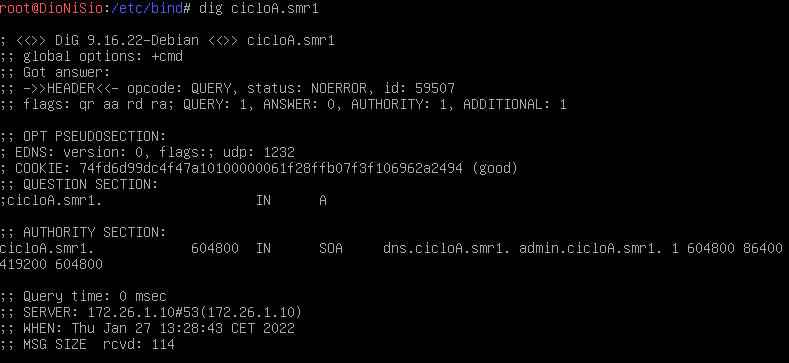 root@DioNiSio:/etc/bind# dig cicloA.smr1
; <<>> DiG 9.16.22-Debian <<>> cicloA.smr1
;; global options: +cmd
;; Got answer:
;; ->>HEADER<<- opcode: QUERY, status: NOERROR, id: 59507
;; flags: qr aa rd ra; QUERY: 1, ANSWER: 0, AUTHORITY: 1, ADDITIONAL: 1
;; OPT PSEUDOSECTION:
; EDNS: version: 0, flags:; udp: 1232
; COOKIE: 74fd6d99dc4f47a10100000061f28ffb07f3f106962a2494 (good)
;; QUESTION SECTION:
;cicloA.smr1. IN A
;; AUTHORITY SECTION:
cicloA.smr1. 604800 IN SOA dns.cicloA.smr1. admin.cicloA.smr1. 1 604800 86400
419200 604800
;; Query time: 0 msec
;; SERVER: 172.26.1.10#53(172.26.1.10)
;; WHEN: Thu Jan 27 13:28:43 CET 2022
;; MSG SIZE rcvd: 114